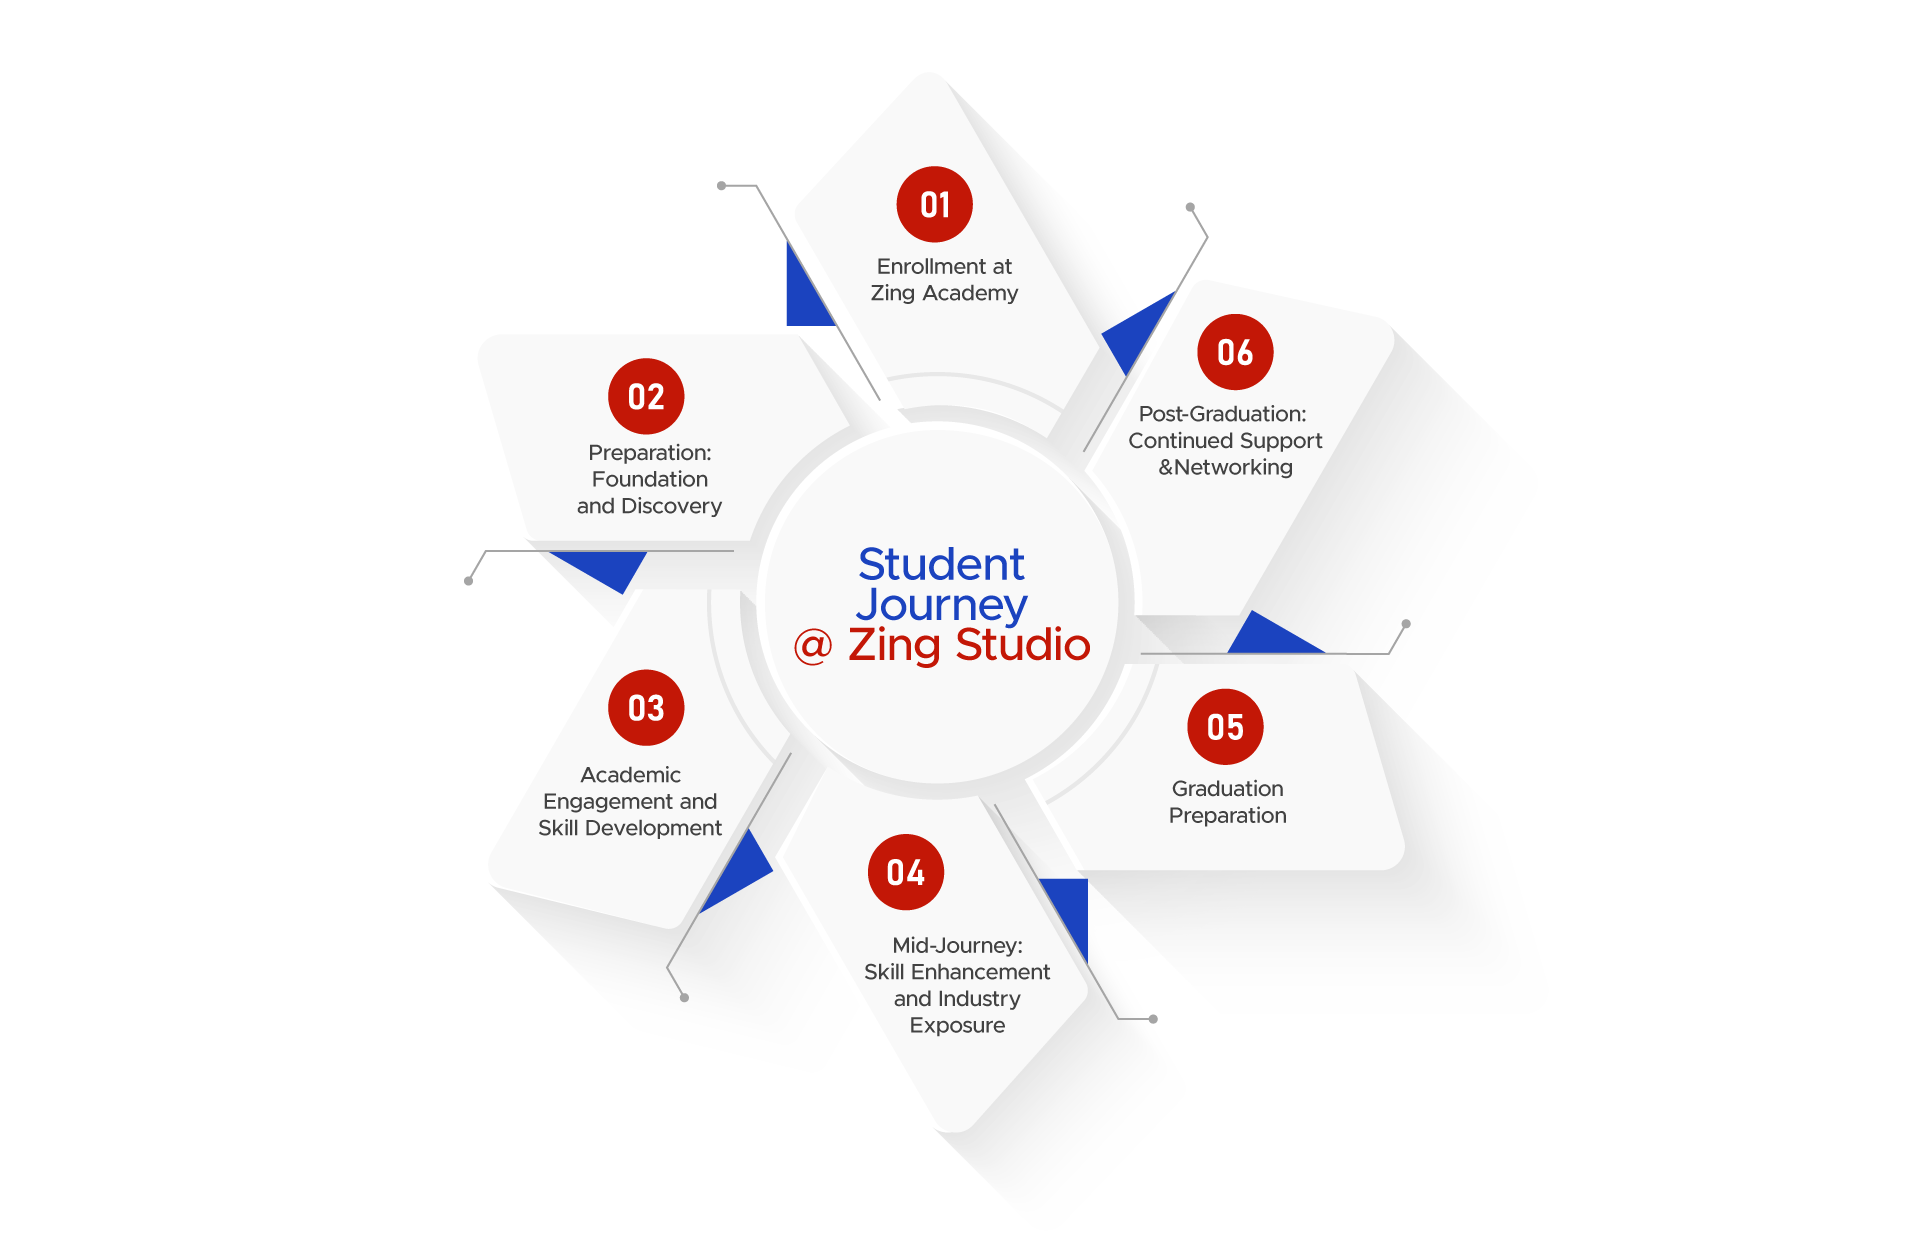 01
Enrollment at
Zing Academy
02
Preparation:
Foundation
and Discovery
03
Academic
Engagement and
Skill Development
04
Mid-Journey:
Skill Enhancement
and Industry
Exposure
05
Graduation
Preparation
06
Post-Graduation:
Continued Support
&Networking
Student
Journey
@ Zing Studio